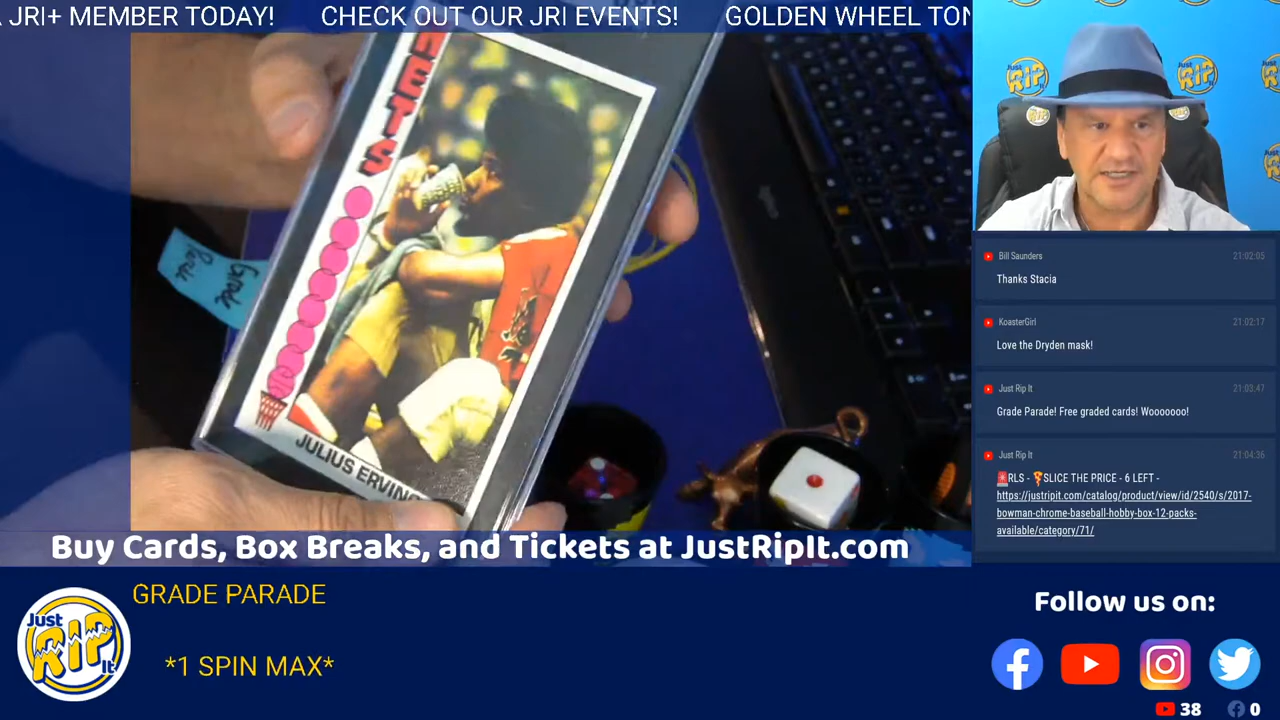 A JRI+ MEMBER TODAY! CHECK OUT OUR JRI EVENTS! GOLDEN WHEEL TON
NETS
JULIUS ERVING
Grade
Just
RIP
It
Bill Saunders 21:02:05
Thanks Stacia
KoasterGirl 21:02:17
Love the Dryden mask!
Just Rip It 21:03:47
Grade Parade! Free graded cards! Wooooooo!
Just Rip It 21:04:36
🚨RLS - 🍕SLICE THE PRICE - 6 LEFT -
https://justripit.com/catalog/product/view/id/2540/s/2017-
bowman-chrome-baseball-hobby-box-12-packs-
available/category/71/
Buy Cards, Box Breaks, and Tickets at JustRipIt.com
Just
RIP
It
GRADE PARADE
*1 SPIN MAX*
Follow us on:
38 0